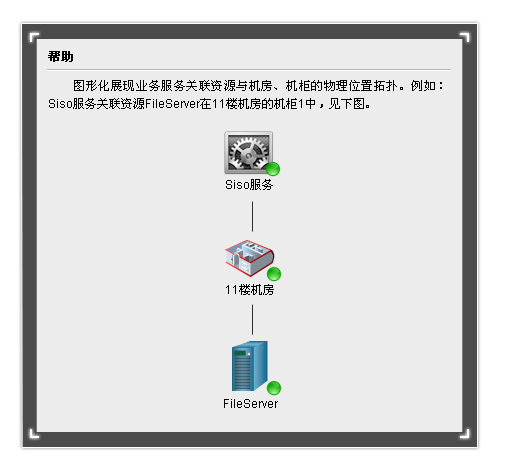 帮助
图形化展现业务服务关联资源与机房、机柜的物理位置拓扑。例如：
Siso服务关联资源FileServer在11楼机房的机柜1中，见下图。
Siso服务
11楼机房
FileServer